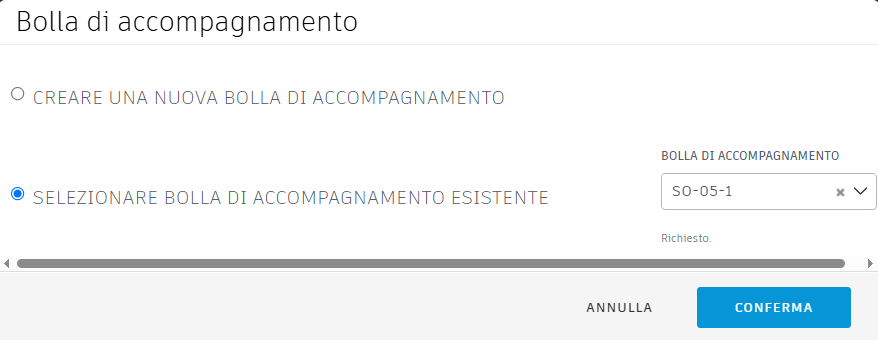 Bolla di accompagnamento
CREARE UNA NUOVA BOLLA DI ACCOMPAGNAMENTO
BOLLA DI ACCOMPAGNAMENTO
SELEZIONARE BOLLA DI ACCOMPAGNAMENTO ESISTENTE
SO-05-1
Richiesto.
ANNULLA
CONFERMA